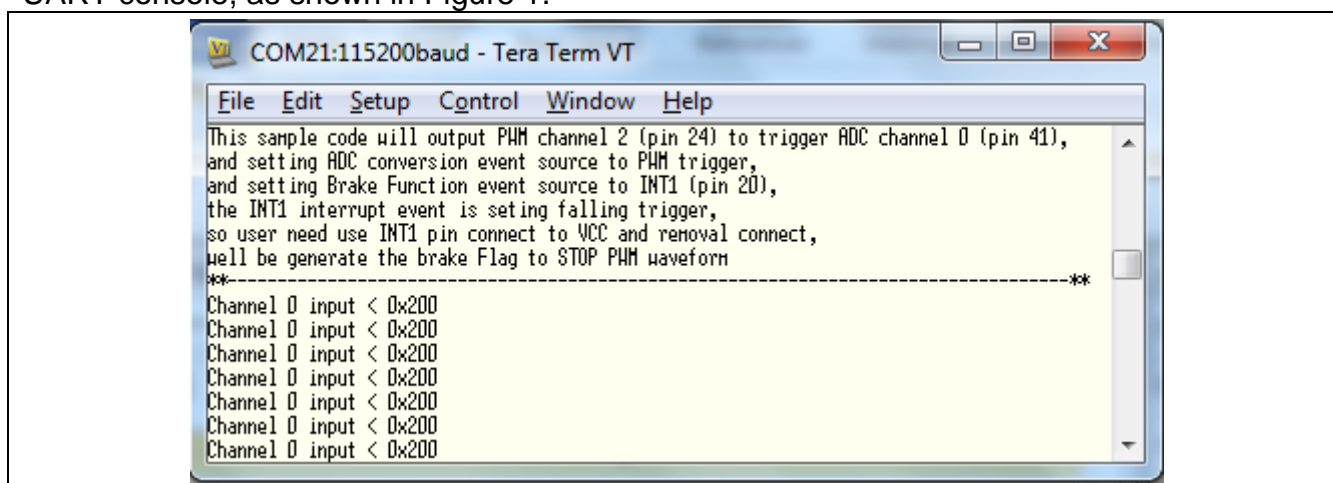 UART console, as shown in Figure 1.
COM21:115200baud - Tera Term VT
File Edit Setup Control Window Help
This sample code will output PWM channel 2 (pin 24) to trigger ADC channel 0 (pin 41),
and setting ADC conversion event source to PWM trigger,
and setting Brake Function event source to INT1 (pin 20),
the INT1 interrupt event is seting falling trigger,
so user need use INT1 pin connect to VCC and removal connect,
well be generate the brake Flag to STOP PWM waveform
**------------------------------------------------------------------------------------**
Channel 0 input < 0x200
Channel 0 input < 0x200
Channel 0 input < 0x200
Channel 0 input < 0x200
Channel 0 input < 0x200
Channel 0 input < 0x200
Channel 0 input < 0x200